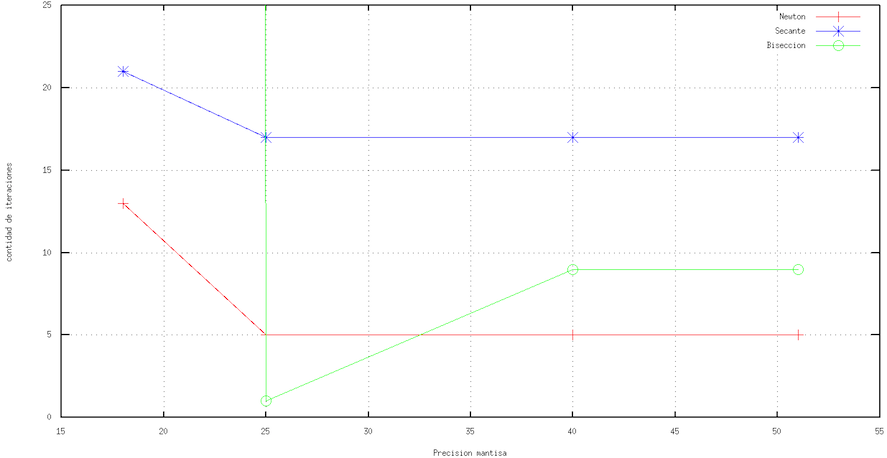 25
20
15
10
5
0
contidad de iteraciones
Newton
Secante
Biseccion
15 20 25 30 35 40 45 50 55
Precision mantisa